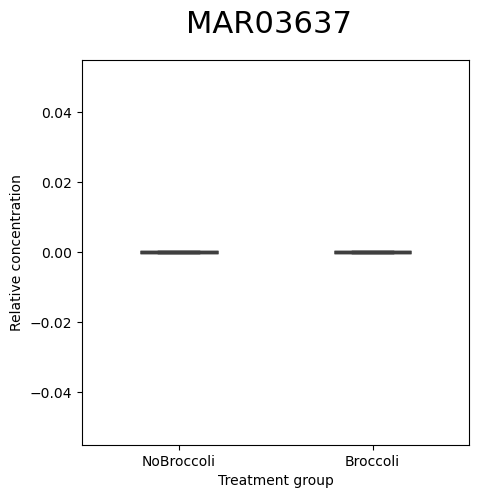 MAR03637
0.04
0.02
0.00
−0.02
−0.04
Relative concentration
NoBroccoli
Broccoli
Treatment group